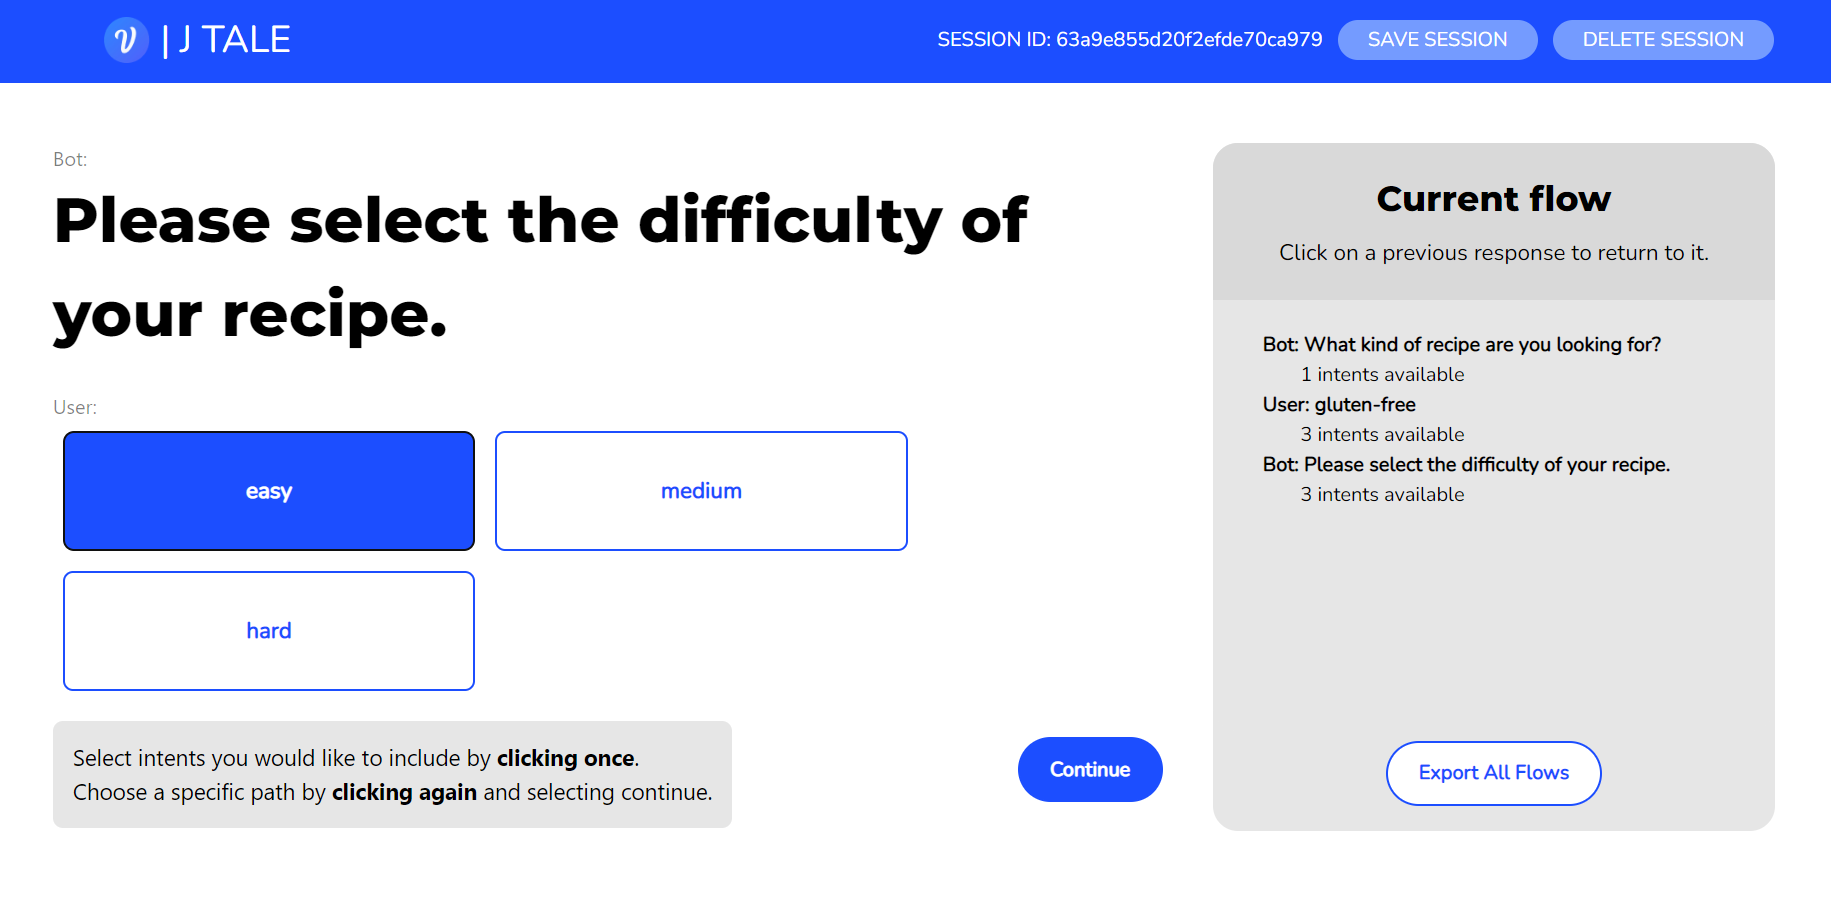 V | J TALE
SESSION ID: 63a9e855d20f2efde70ca979
SAVE SESSION
DELETE SESSION
Bot:
Please select the difficulty of
your recipe.
User:
easy
medium
hard
Select intents you would like to include by clicking once.
Choose a specific path by clicking again and selecting continue.
Continue
Current flow
Click on a previous response to return to it.
Bot: What kind of recipe are you looking for?
1 intents available
User: gluten-free
3 intents available
Bot: Please select the difficulty of your recipe.
3 intents available
Export All Flows